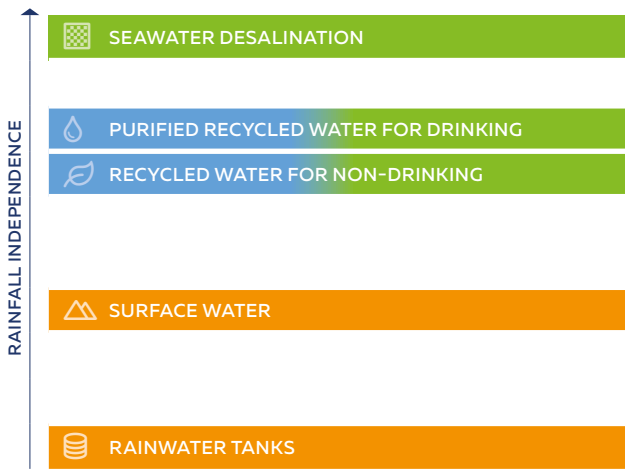 RAINFALL INDEPENDENCE
SEAWATER DESALINATION
PURIFIED RECYCLED WATER FOR DRINKING
RECYCLED WATER FOR NON-DRINKING
SURFACE WATER
RAINWATER TANKS